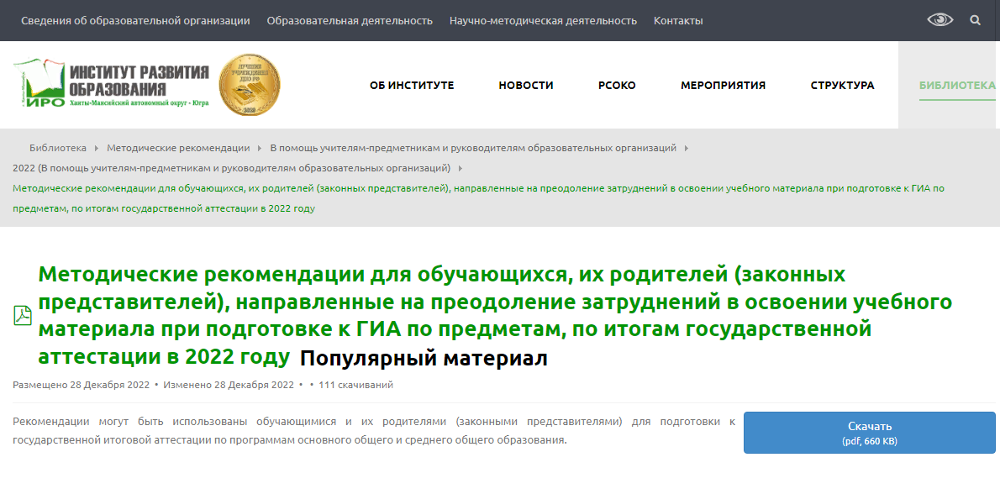 Сведения об образовательной организации Образовательная деятельность Научно-методическая деятельность Контакты
ИНСТИТУТ РАЗВИТИЯ
ОБРАЗОВАНИЯ
ИРО Ханты-Мансийский автономный округ - Югра
ЛУЧШИЕ
УЧРЕЖДЕНИЯ
ДПО РФ
2020
ОБ ИНСТИТУТЕ НОВОСТИ РСОКО МЕРОПРИЯТИЯ СТРУКТУРА БИБЛИОТЕКА
Библиотека Методические рекомендации В помощь учителям-предметникам и руководителям образовательных организаций
2022 (В помощь учителям-предметникам и руководителям образовательных организаций)
Методические рекомендации для обучающихся, их родителей (законных представителей), направленные на преодоление затруднений в освоении учебного материала при подготовке к ГИА по
предметам, по итогам государственной аттестации в 2022 году
Методические рекомендации для обучающихся, их родителей (законных
представителей), направленные на преодоление затруднений в освоении учебного
материала при подготовке к ГИА по предметам, по итогам государственной
аттестации в 2022 году Популярный материал
Размещено 28 Декабря 2022 • Изменено 28 Декабря 2022 • • 111 скачиваний
Рекомендации могут быть использованы обучающимися и их родителями (законными представителями) для подготовки к
государственной итоговой аттестации по программам основного общего и среднего общего образования.
Скачать
(pdf, 660 KB)